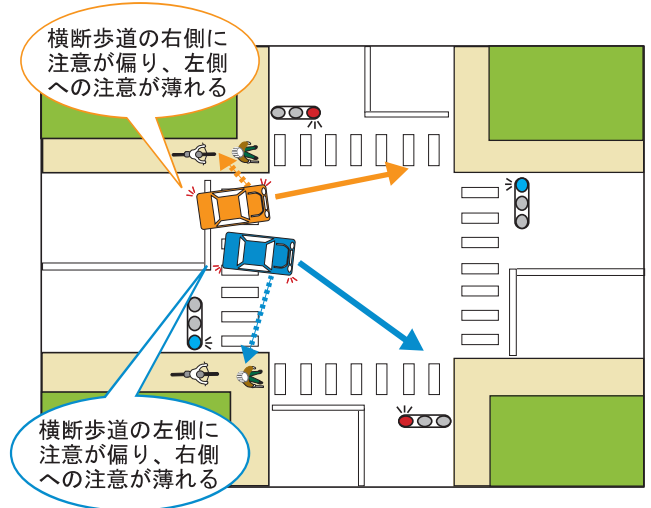 横断歩道の右側に
注意が偏り、左側
への注意が薄れる
横断歩道の左側に
注意が偏り、右側
への注意が薄れる